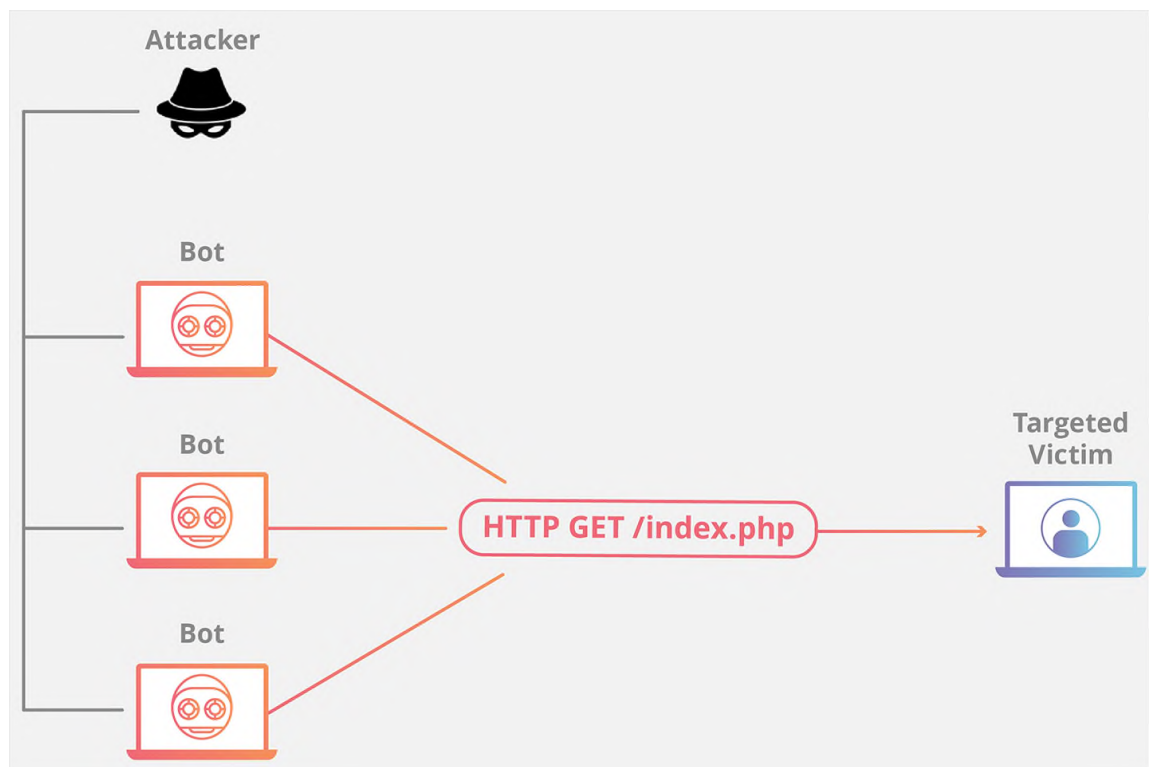 Attacker
Bot
Bot
Bot
HTTP GET /index.php
Targeted
Victim